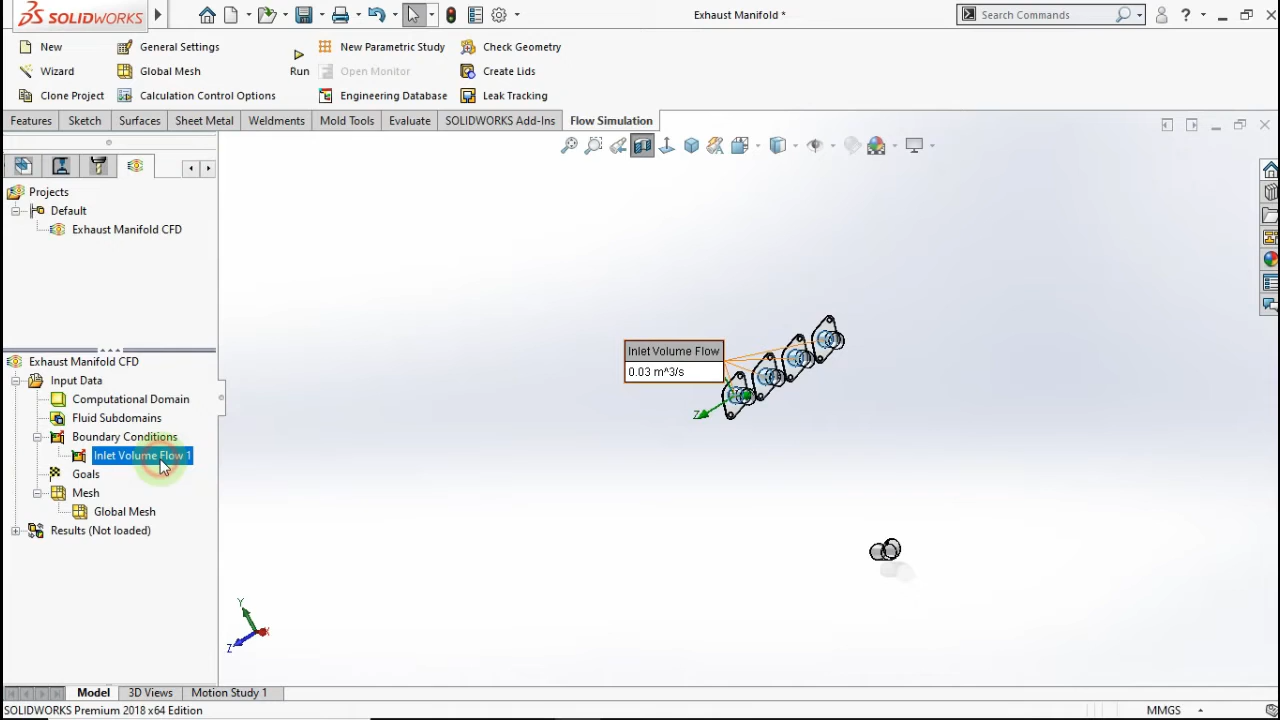 SOLIDWORKS
Exhaust Manifold *
Search Commands
?
New
General Settings
New Parametric Study
Check Geometry
Wizard
Global Mesh
Run
Open Monitor
Create Lids
Clone Project
Calculation Control Options
Engineering Database
Leak Tracking
Features
Sketch
Surfaces
Sheet Metal
Weldments
Mold Tools
Evaluate
SOLIDWORKS Add-Ins
Flow Simulation
Projects
Default
Exhaust Manifold CFD
Exhaust Manifold CFD
Input Data
Computational Domain
Fluid Subdomains
Boundary Conditions
Inlet Volume Flow 1
Goals
Mesh
Global Mesh
Results (Not loaded)
Inlet Volume Flow
0.03 m^3/s
Z
Y
X
Z
Model
3D Views
Motion Study 1
SOLIDWORKS Premium 2018 x64 Edition
MMGS